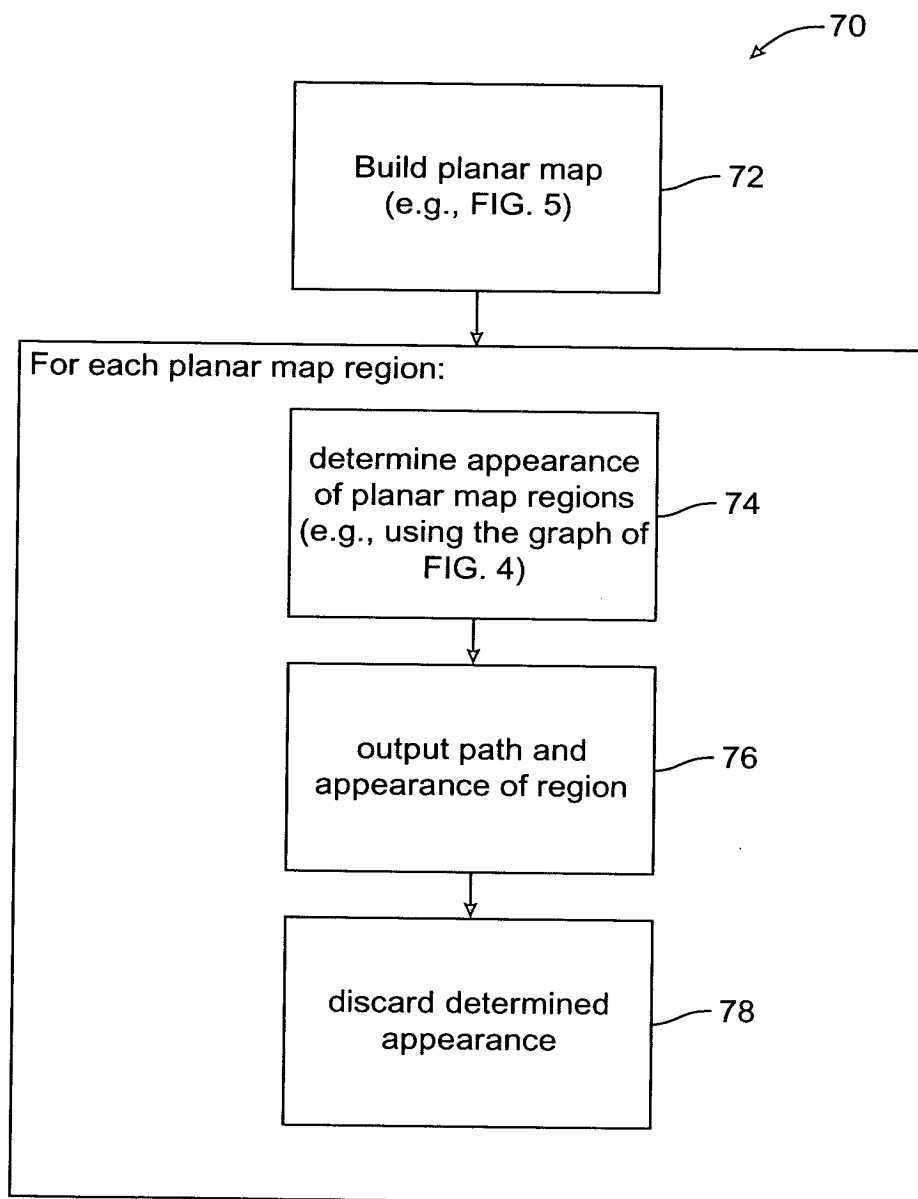 70
Build planar map
(e.g., FIG. 5)
72
For each planar map region:
determine appearance
of planar map regions
(e.g., using the graph of
FIG. 4)
74
output path and
appearance of region
76
discard determined
appearance
78